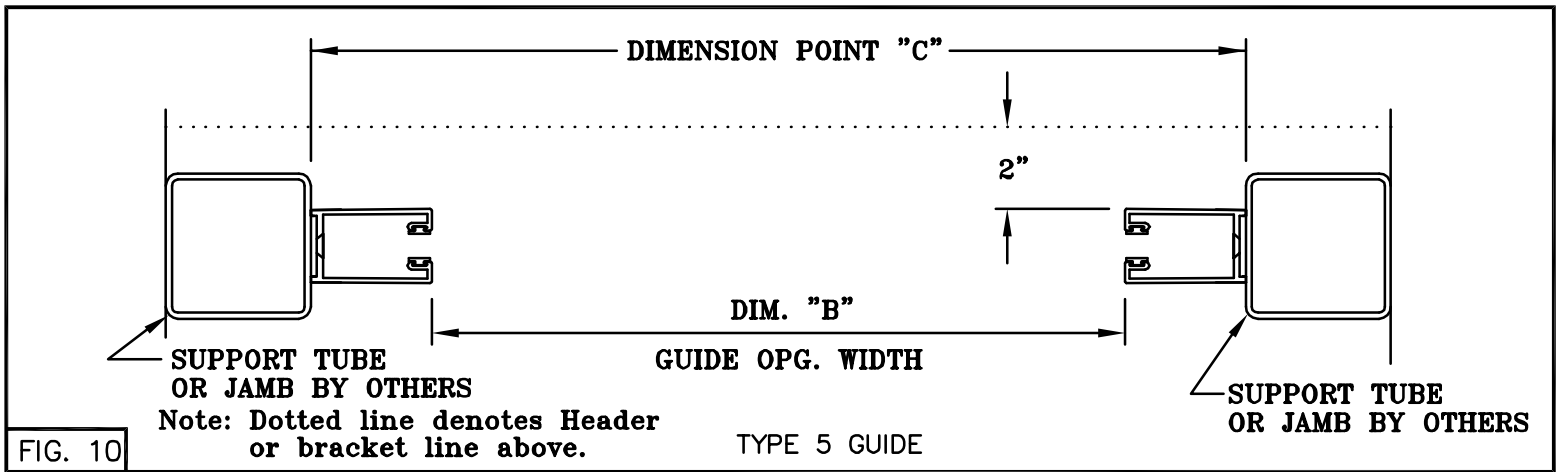 DIMENSION POINT "C"
2"
DIM. "B"
GUIDE OPG. WIDTH
SUPPORT TUBE
OR JAMB BY OTHERS
SUPPORT TUBE
OR JAMB BY OTHERS
Note: Dotted line denotes Header
or bracket line above.
TYPE 5 GUIDE
FIG. 10